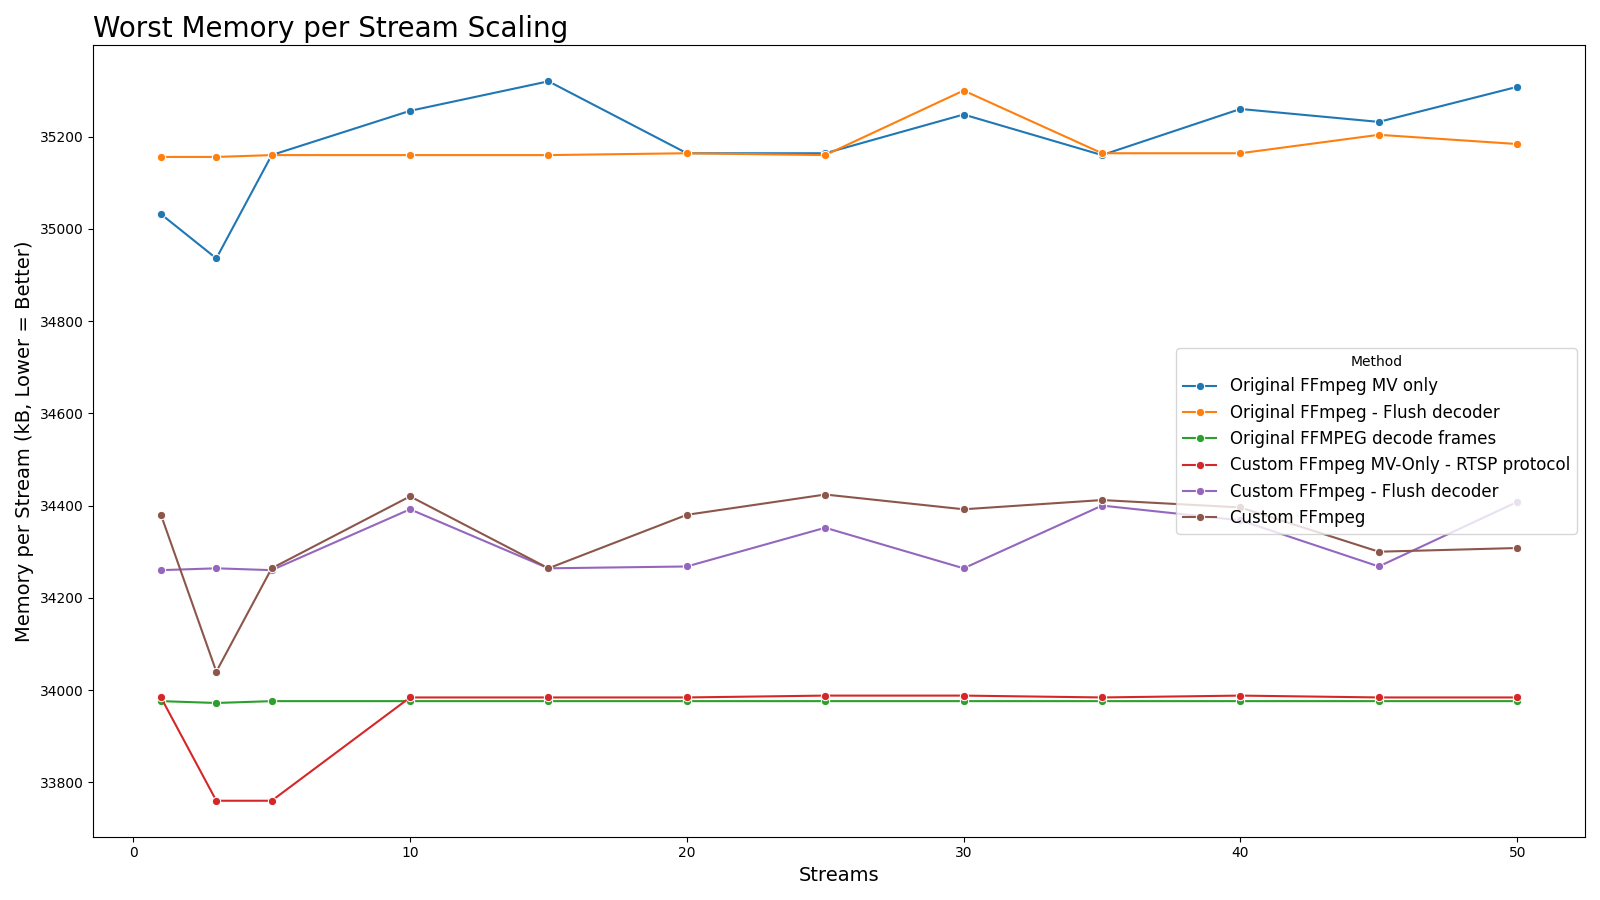 Worst Memory per Stream Scaling
Memory per Stream (kB, Lower = Better)
35200
35000
34800
34600
34400
34200
34000
33800
Method
Original FFmpeg MV only
Original FFmpeg - Flush decoder
Original FFMPEG decode frames
Custom FFmpeg MV-Only - RTSP protocol
Custom FFmpeg - Flush decoder
Custom FFmpeg
0 10 20 30 40 50
Streams